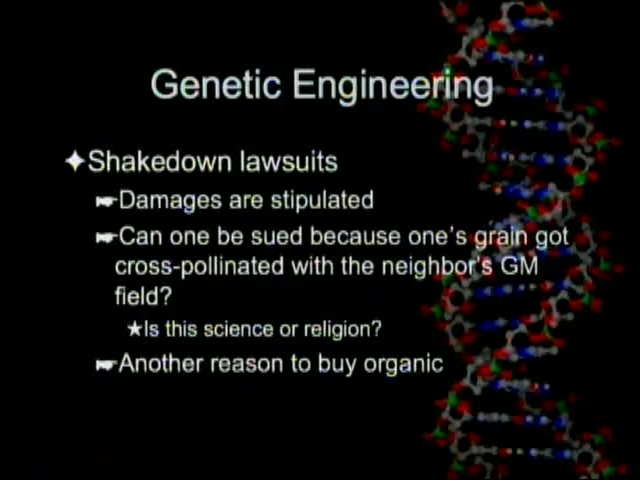 Genetic Engineering
Shakedown lawsuits
Damages are stipulated
Can one be sued because one's grain got
cross-pollinated with the neighbor's GM
field?
Is this science or religion?
Another reason to buy organic